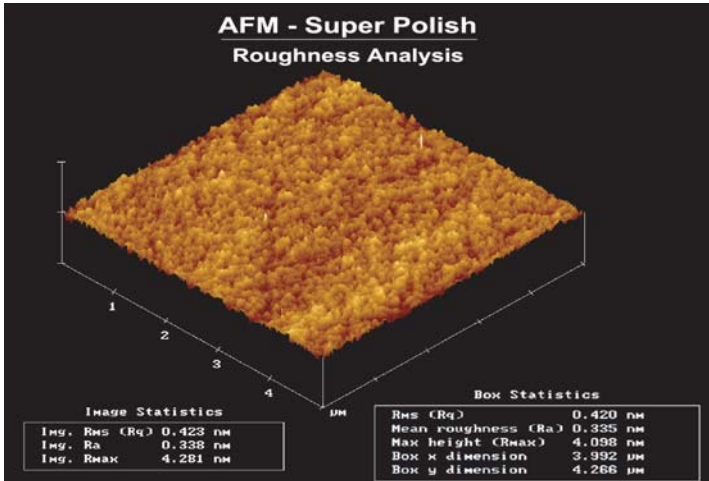 AFM - Super Polish
Roughness Analysis
1
2
3
4
μM
Image Statistics
Img. Rms (Rq) 0.423 nm
Img. Ra 0.338 nm
Img. Rmax 4.281 nm
Box Statistics
Rms (Rq) 0.420 nm
Mean roughness (Ra) 0.335 nm
Max height (Rmax) 4.098 nm
Box x dimension 3.992 μm
Box y dimension 4.266 μm